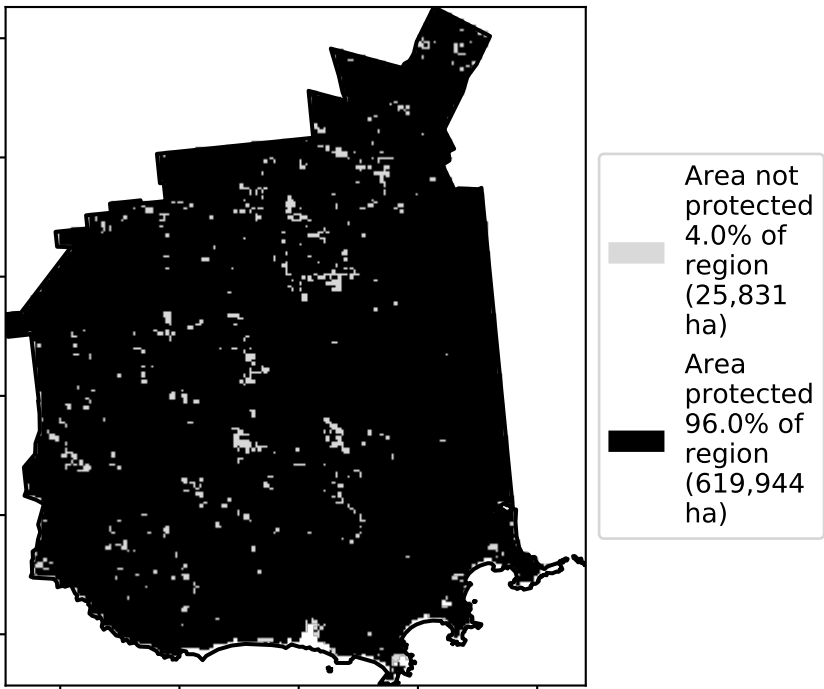 Area not
protected
4.0% of
region
(25,831
ha)
Area
protected
96.0% of
region
(619,944
ha)